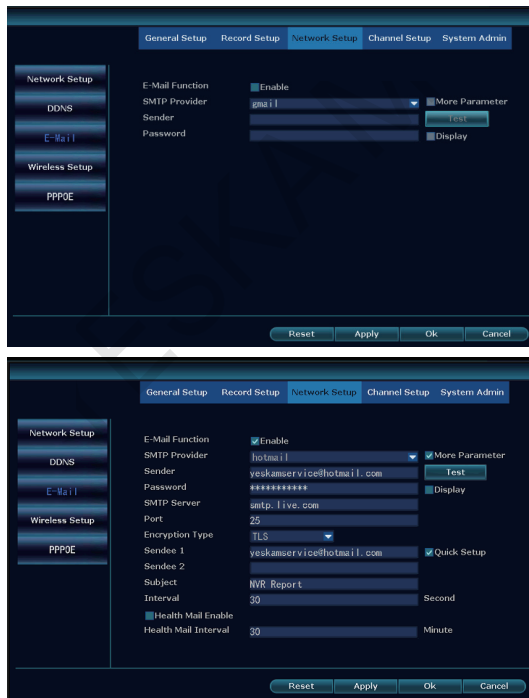 General Setup Record Setup Network Setup Channel Setup System Admin
Network Setup
DDNS
E-Mail
Wireless Setup
PPPOE
E-Mail Function Enable
SMTP Provider gmail More Parameter
Sender Test
Password Display
Reset Apply Ok Cancel
General Setup Record Setup Network Setup Channel Setup System Admin
Network Setup
DDNS
E-Mail
Wireless Setup
PPPOE
E-Mail Function Enable
SMTP Provider hotmail More Parameter
Sender yeskamservice@hotmail.com Test
Password *********** Display
SMTP Server smtp.live.com
Port 25
Encryption Type TLS
Sendee 1 yeskamservice@hotmail.com Quick Setup
Sendee 2
Subject NVR Report
Interval 30 Second
Health Mail Enable
Health Mail Interval 30 Minute
Reset Apply Ok Cancel
YESKAM